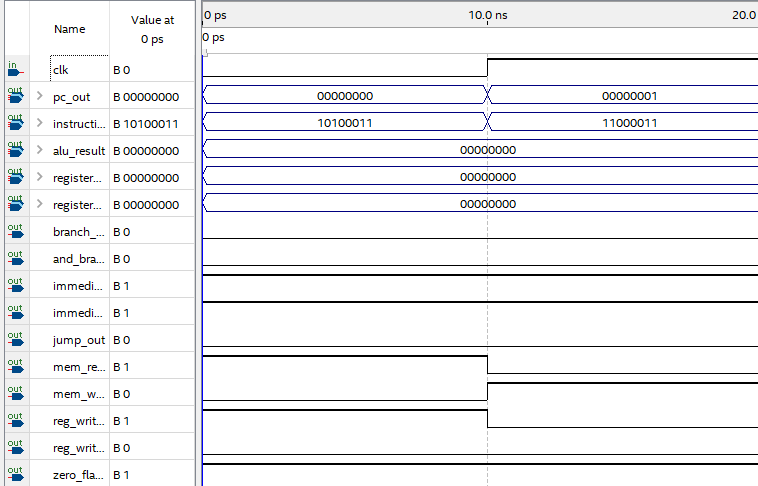 Name Value at 0 ps 0 ps 10.0 ns 20.0
0 ps
in clk B 0
out pc_out B 00000000 00000000 00000001
out instructi... B 10100011 10100011 11000011
out alu_result B 00000000 00000000
out register... B 00000000 00000000
out register... B 00000000 00000000
out branch_... B 0
out and_bra... B 0
out immedi... B 1
out immedi... B 1
out jump_out B 0
out mem_re... B 1
out mem_w... B 0
out reg_writ... B 1
out reg_writ... B 0
out zero_fla... B 1